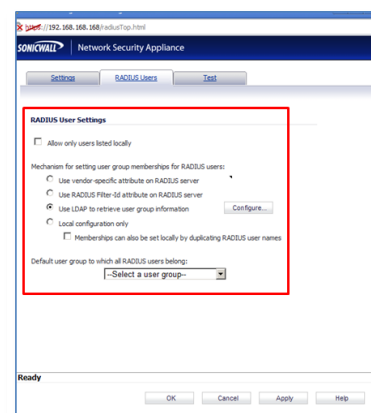 https://192.168.168.168/radiusTop.html
SONICWALL Network Security Appliance
Settings RADIUS Users Test
RADIUS User Settings
Allow only users listed locally
Mechanism for setting user group memberships for RADIUS users:
Use vendor-specific attribute on RADIUS server
Use RADIUS Filter-Id attribute on RADIUS server
Use LDAP to retrieve user group information Configure...
Local configuration only
Memberships can also be set locally by duplicating RADIUS user names
Default user group to which all RADIUS users belong:
--Select a user group--
Ready
OK Cancel Apply Help